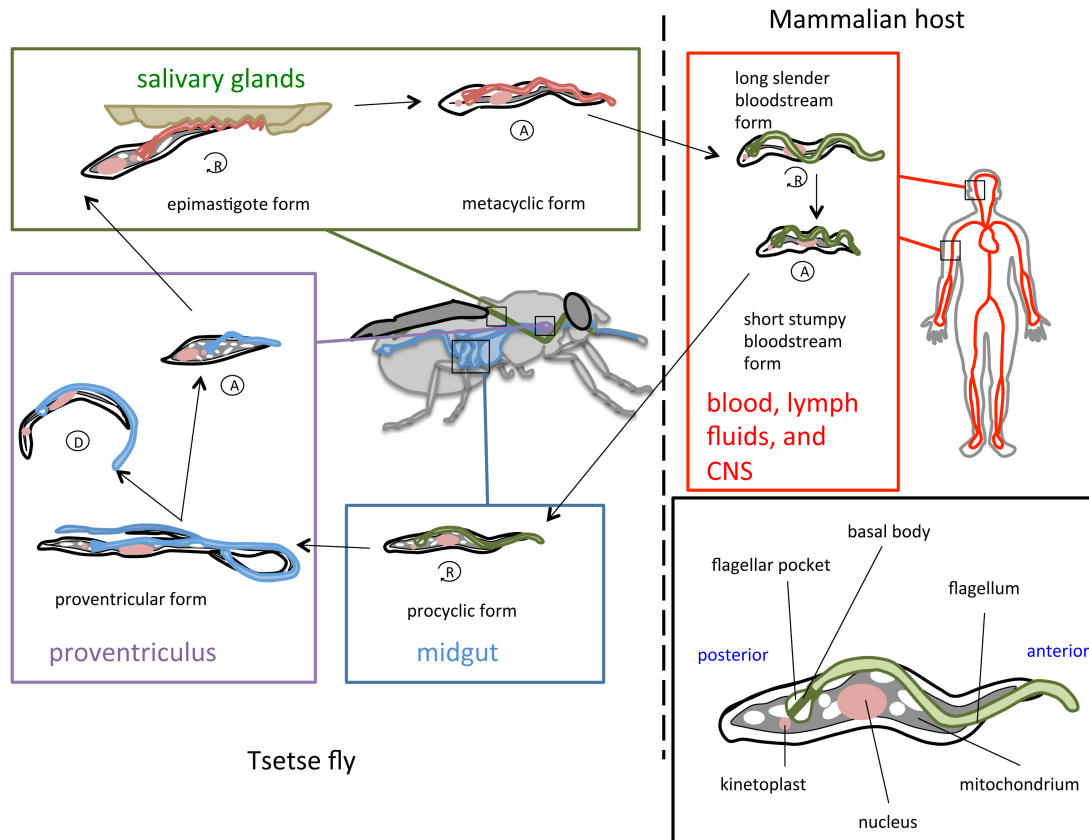 Mammalian host
salivary glands
A
R
epimastigote form
metacyclic form
long slender
bloodstream
form
R
A
short stumpy
bloodstream
form
blood, lymph
fluids, and
CNS
A
D
proventricular form
proventriculus
R
procyclic form
midgut
Tsetse fly
basal body
flagellar pocket
flagellum
posterior
anterior
kinetoplast
mitochondrium
nucleus